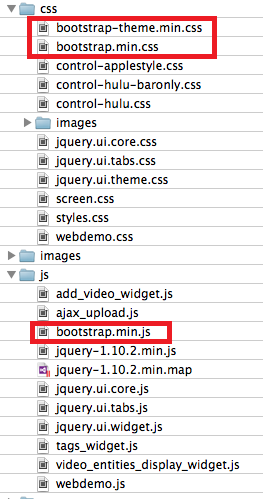 css
bootstrap-theme.min.css
bootstrap.min.css
control-applestyle.css
control-hulu-baronly.css
control-hulu.css
images
jquery.ui.core.css
jquery.ui.tabs.css
jquery.ui.theme.css
screen.css
styles.css
webdemo.css
images
js
add_video_widget.js
ajax_upload.js
bootstrap.min.js
jquery-1.10.2.min.js
jquery-1.10.2.min.map
jquery.ui.core.js
jquery.ui.tabs.js
jquery.ui.widget.js
tags_widget.js
video_entities_display_widget.js
webdemo.js